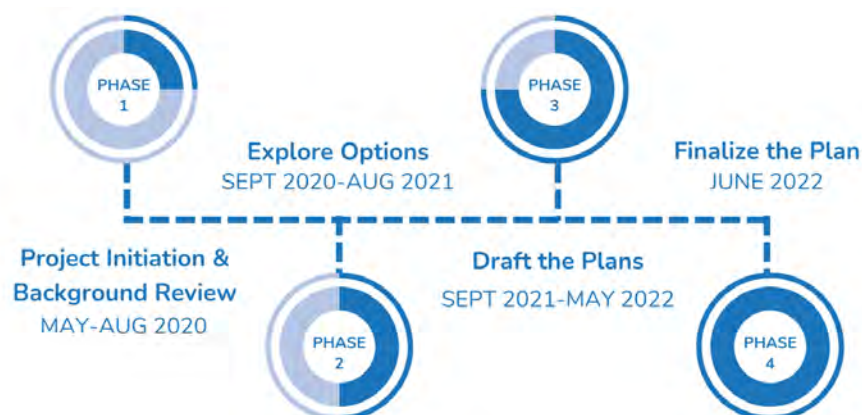 PHASE
1
Project Initiation &
Background Review
MAY-AUG 2020
Explore Options
SEPT 2020-AUG 2021
PHASE
2
PHASE
3
Draft the Plans
SEPT 2021-MAY 2022
Finalize the Plan
JUNE 2022
PHASE
4